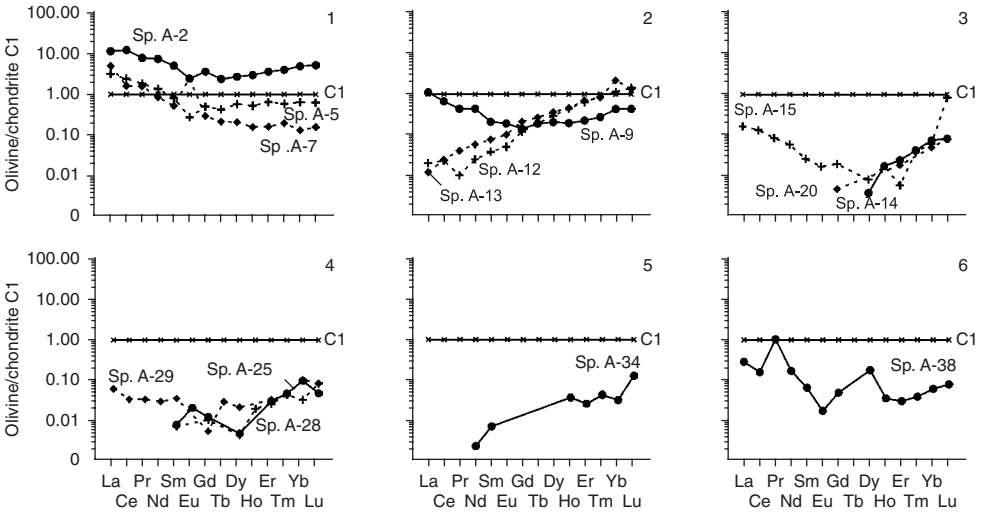 Olivine/chondrite C1
100.00
10.00
1.00
0.10
0.01
0
1
Sp. A-2
C1
Sp. A-5
Sp .A-7
2
C1
Sp. A-9
Sp. A-12
Sp. A-13
3
C1
Sp. A-15
Sp. A-20
Sp. A-14
Olivine/chondrite C1
100.00
10.00
1.00
0.10
0.01
0
4
C1
Sp. A-29
Sp. A-25
Sp. A-28
5
C1
Sp. A-34
6
C1
Sp. A-38
La Pr Sm Gd Dy Er Yb
Ce Nd Eu Tb Ho Tm Lu
La Pr Sm Gd Dy Er Yb
Ce Nd Eu Tb Ho Tm Lu
La Pr Sm Gd Dy Er Yb
Ce Nd Eu Tb Ho Tm Lu